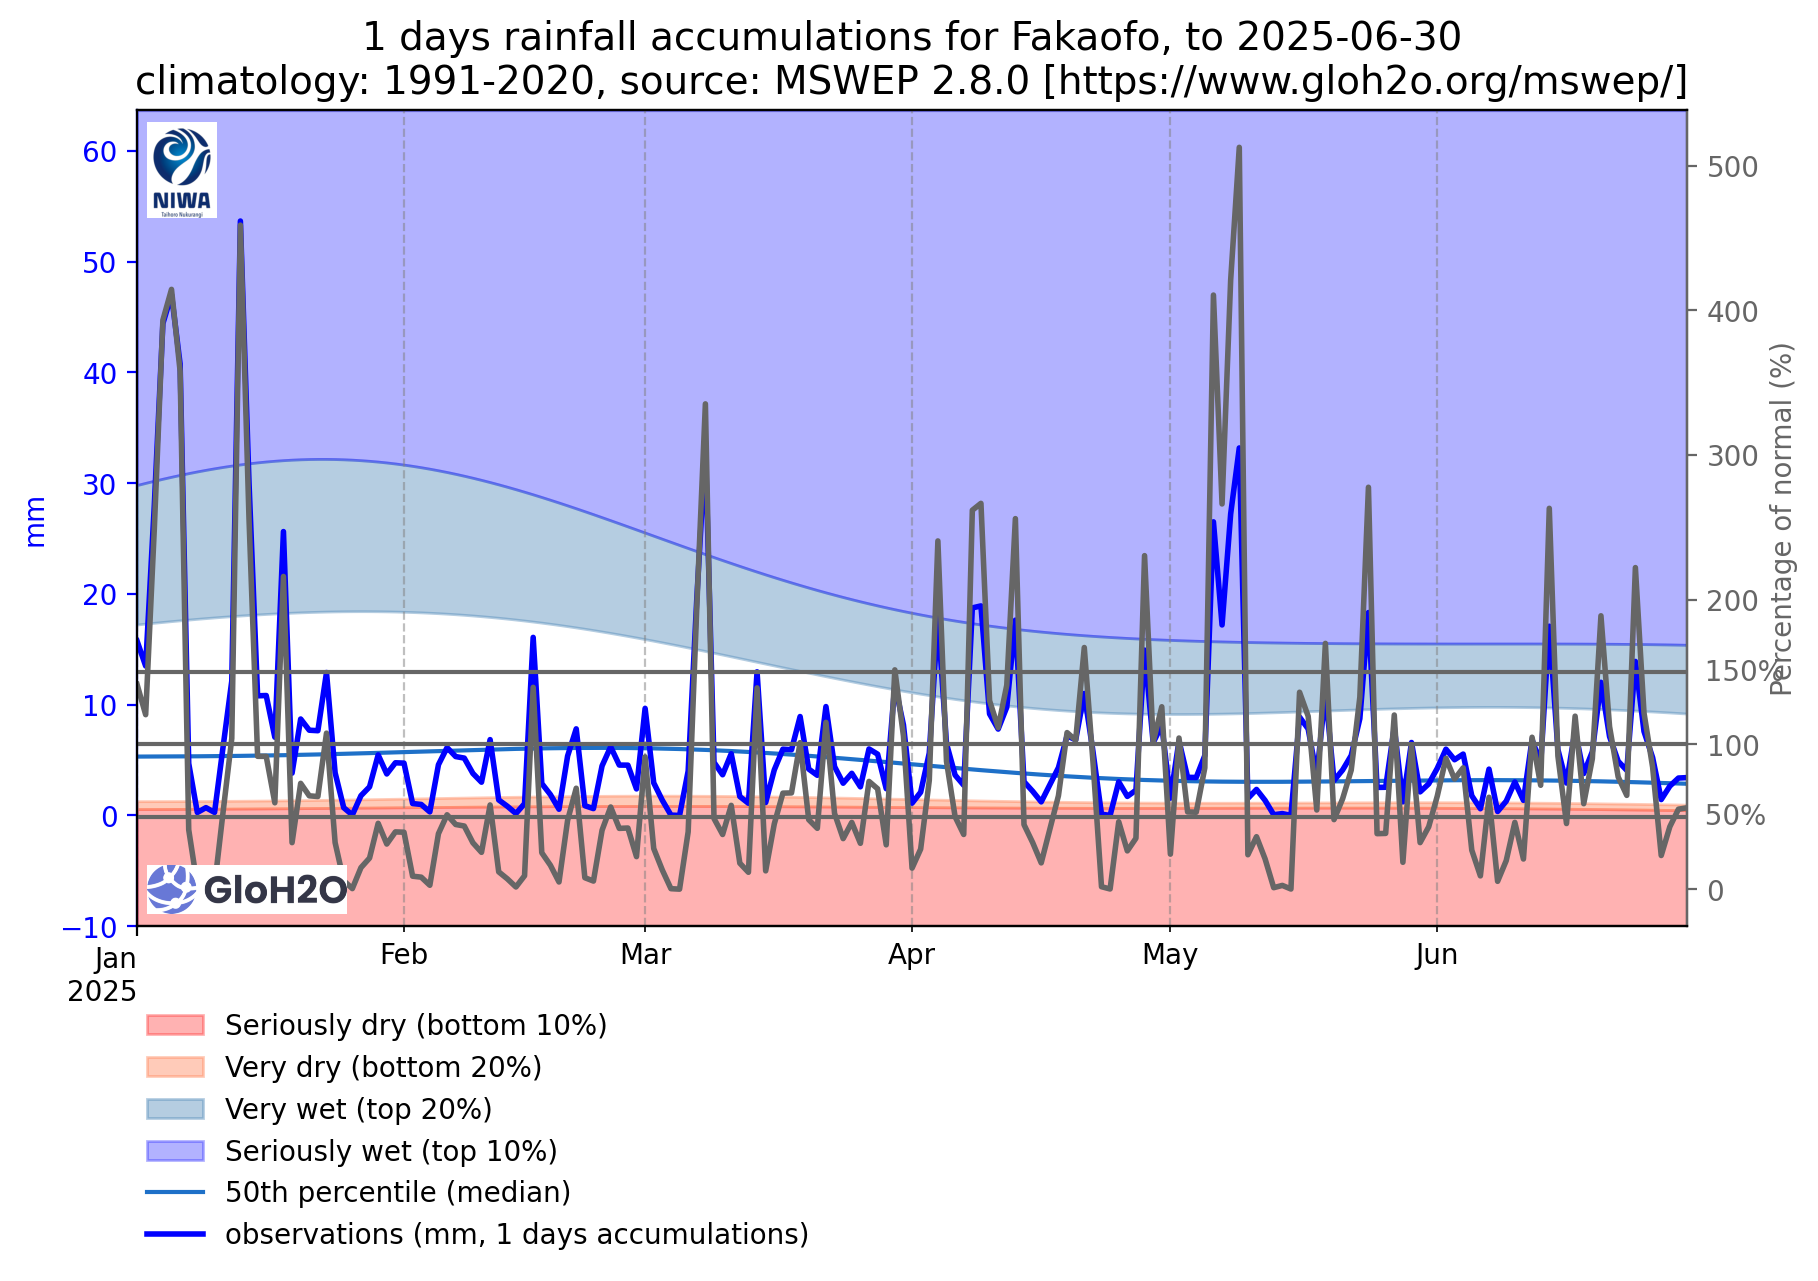 1 days rainfall accumulations for Fakaofo, to 2025-06-30
climatology: 1991-2020, source: MSWEP 2.8.0 [https://www.gloh2o.org/mswep/]
NIWA
Taihoro Nukurangi
60
50
40
30
20
10
0
−10
mm
500
400
300
200
150%
100
50%
0
Percentage of normal (%)
GloH2O
Jan
2025
Feb
Mar
Apr
May
Jun
Seriously dry (bottom 10%)
Very dry (bottom 20%)
Very wet (top 20%)
Seriously wet (top 10%)
50th percentile (median)
observations (mm, 1 days accumulations)